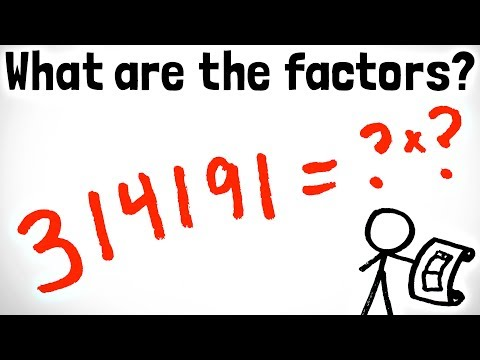 What are the factors?
314191 = ? x ?